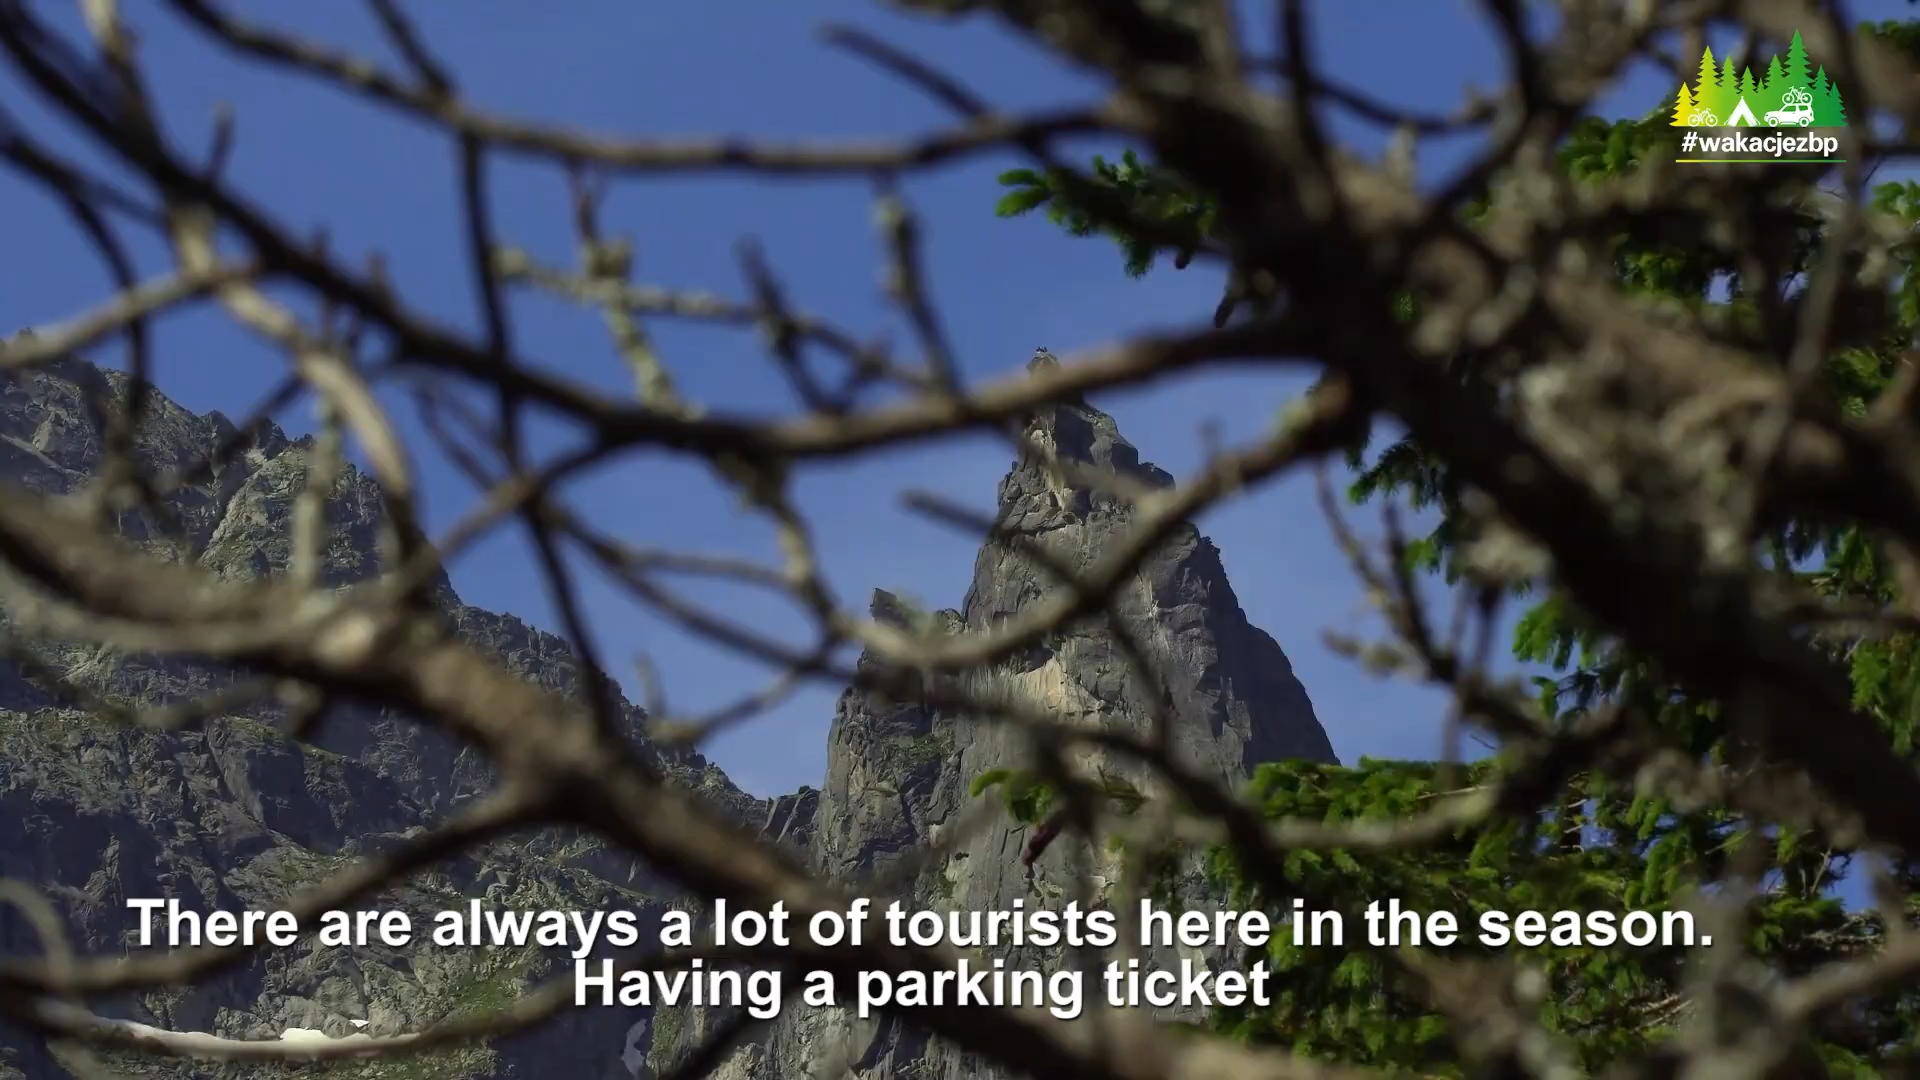 #wakacjezbp
There are always a lot of tourists here in the season.
Having a parking ticket